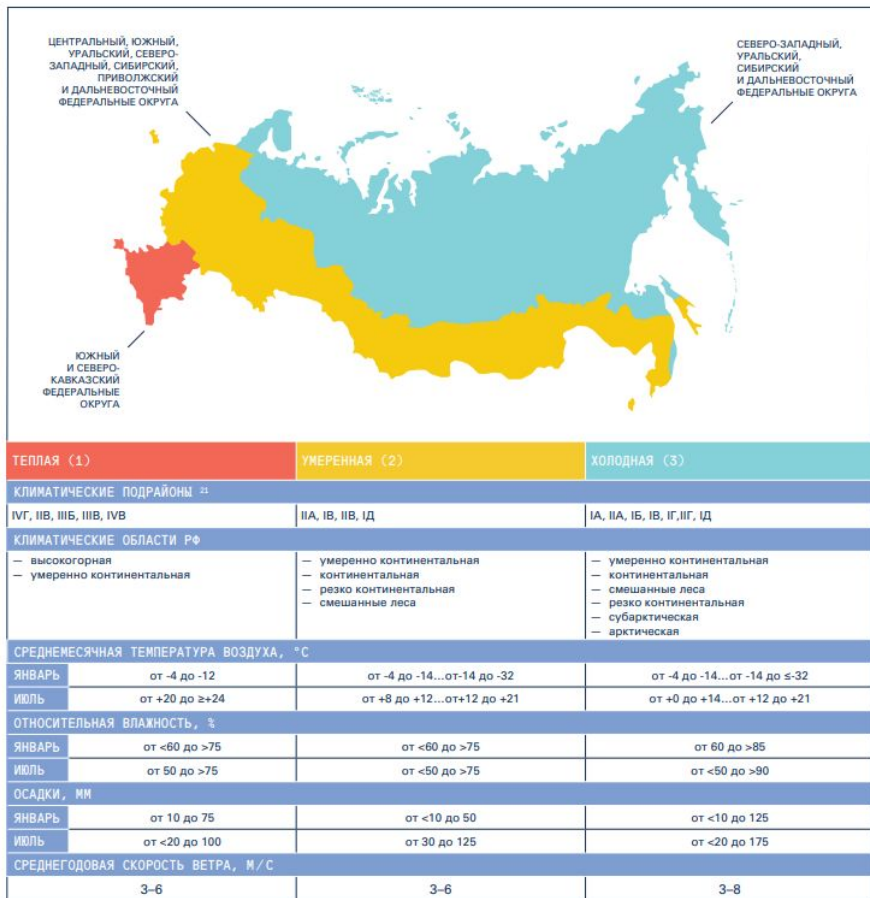 ЦЕНТРАЛЬНЫЙ, ЮЖНЫЙ,
УРАЛЬСКИЙ, СЕВЕРО-
ЗАПАДНЫЙ, СИБИРСКИЙ,
ПРИВОЛЖСКИЙ
И ДАЛЬНЕВОСТОЧНЫЙ
ФЕДЕРАЛЬНЫЕ ОКРУГА
СЕВЕРО-ЗАПАДНЫЙ,
УРАЛЬСКИЙ,
СИБИРСКИЙ
И ДАЛЬНЕВОСТОЧНЫЙ
ФЕДЕРАЛЬНЫЕ ОКРУГА
ЮЖНЫЙ
И СЕВЕРО-
КАВКАЗСКИЙ
ФЕДЕРАЛЬНЫЕ
ОКРУГА
ТЕПЛАЯ (1) УМЕРЕННАЯ (2) ХОЛОДНАЯ (3)
КЛИМАТИЧЕСКИЕ ПОДРАЙОНЫ 21
IVГ, IIВ, IIIБ, IIIВ, IVВ IIА, IВ, IIВ, IД IА, IIА, IБ, IВ, IГ,IIГ, IД
КЛИМАТИЧЕСКИЕ ОБЛАСТИ РФ
— высокогорная
— умеренно континентальная
— умеренно континентальная
— континентальная
— резко континентальная
— смешанные леса
— умеренно континентальная
— континентальная
— смешанные леса
— резко континентальная
— субарктическая
— арктическая
СРЕДНЕМЕСЯЧНАЯ ТЕМПЕРАТУРА ВОЗДУХА, °С
ЯНВАРЬ от -4 до -12 от -4 до -14...от-14 до -32 от -4 до -14...от -14 до ≤-32
ИЮЛЬ от +20 до ≥+24 от +8 до +12...от+12 до +21 от +0 до +14...от +12 до +21
ОТНОСИТЕЛЬНАЯ ВЛАЖНОСТЬ, %
ЯНВАРЬ от <60 до >75 от <60 до >75 от 60 до >85
ИЮЛЬ от 50 до >75 от <50 до >75 от <50 до >90
ОСАДКИ, ММ
ЯНВАРЬ от 10 до 75 от <10 до 50 от <10 до 125
ИЮЛЬ от <20 до 100 от 30 до 125 от <20 до 175
СРЕДНЕГОДОВАЯ СКОРОСТЬ ВЕТРА, М/С
3–6 3–6 3–8